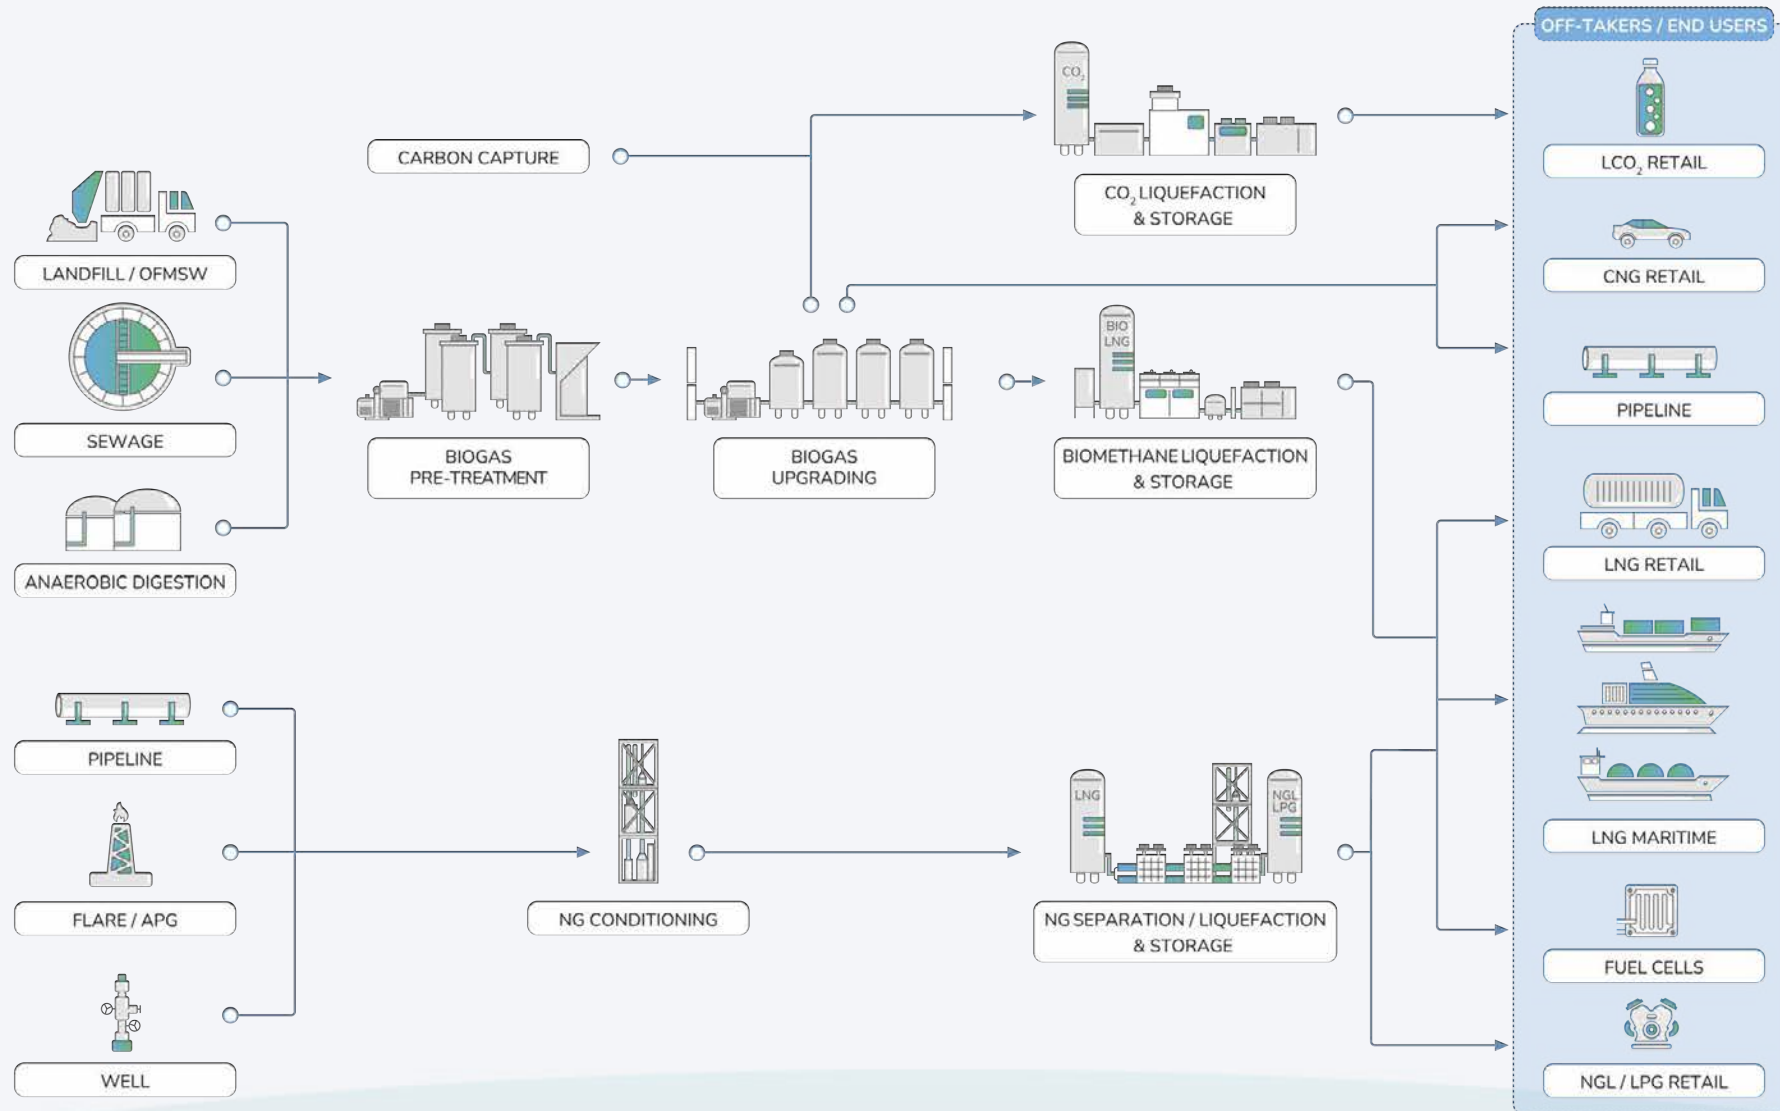 OFF-TAKERS / END USERS
CO₂
CARBON CAPTURE
CO₂ LIQUEFACTION
& STORAGE
LCO₂ RETAIL
LANDFILL / OFMSW
CNG RETAIL
BIO
LNG
SEWAGE
BIOGAS
PRE-TREATMENT
BIOGAS
UPGRADING
BIOMETHANE LIQUEFACTION
& STORAGE
PIPELINE
ANAEROBIC DIGESTION
LNG RETAIL
PIPELINE
LNG
NGL
LPG
LNG MARITIME
FLARE / APG
NG CONDITIONING
NG SEPARATION / LIQUEFACTION
& STORAGE
FUEL CELLS
WELL
NGL / LPG RETAIL